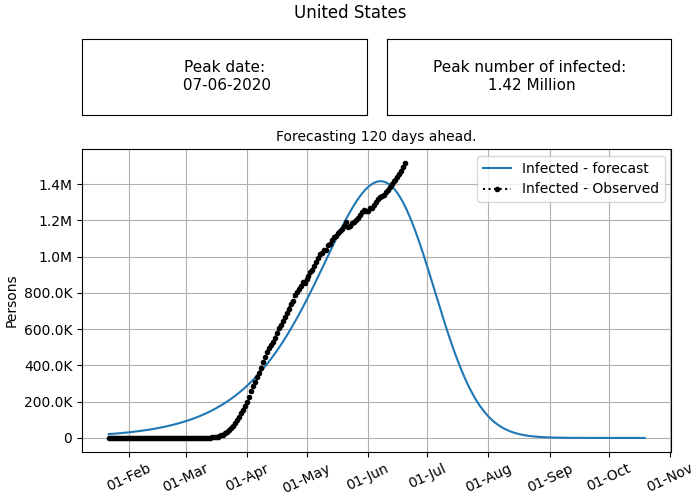 United States
Peak date:
07-06-2020
Peak number of infected:
1.42 Million
Forecasting 120 days ahead.
Infected - forecast
Infected - Observed
Persons
1.4M
1.2M
1.0M
800.0K
600.0K
400.0K
200.0K
0
01-Feb
01-Mar
01-Apr
01-May
01-Jun
01-Jul
01-Aug
01-Sep
01-Oct
01-Nov